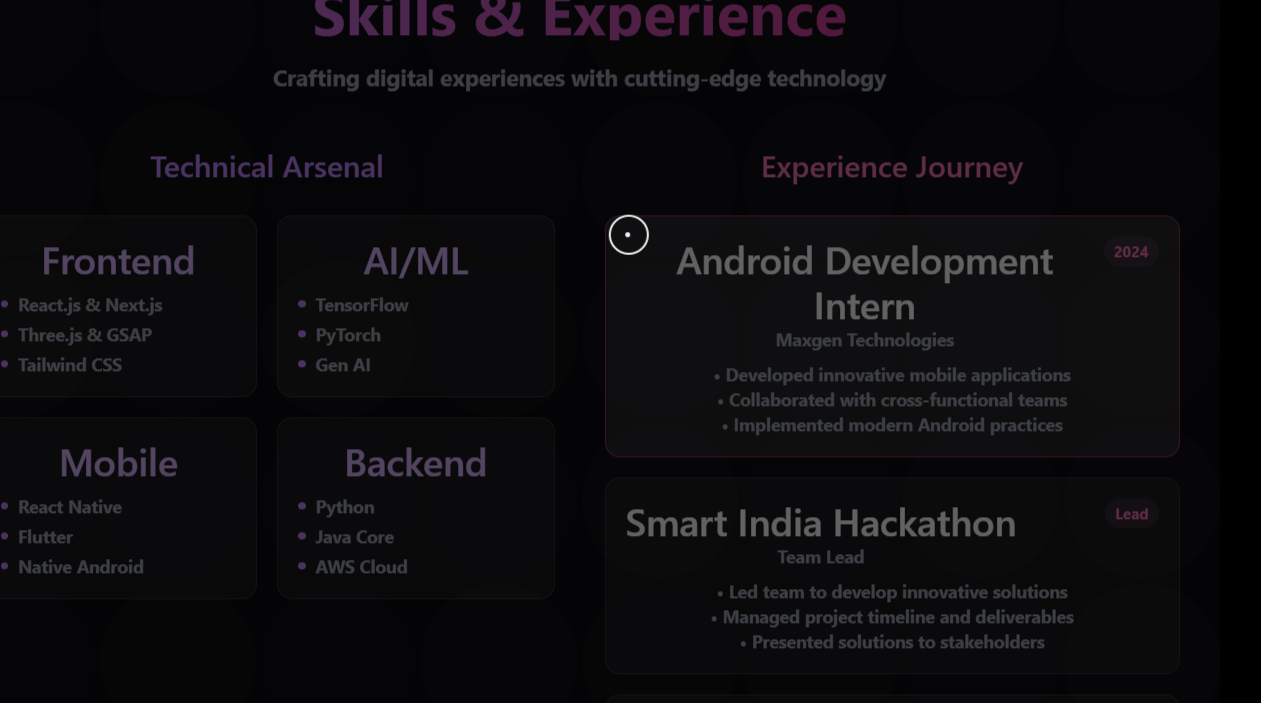 Skills & Experience
Crafting digital experiences with cutting-edge technology
Technical Arsenal
Frontend
• React.js & Next.js
• Three.js & GSAP
• Tailwind CSS
AI/ML
• TensorFlow
• PyTorch
• Gen AI
Mobile
• React Native
• Flutter
• Native Android
Backend
• Python
• Java Core
• AWS Cloud
Experience Journey
Android Development
Intern
2024
Maxgen Technologies
• Developed innovative mobile applications
• Collaborated with cross-functional teams
• Implemented modern Android practices
Smart India Hackathon
Lead
Team Lead
• Led team to develop innovative solutions
• Managed project timeline and deliverables
• Presented solutions to stakeholders